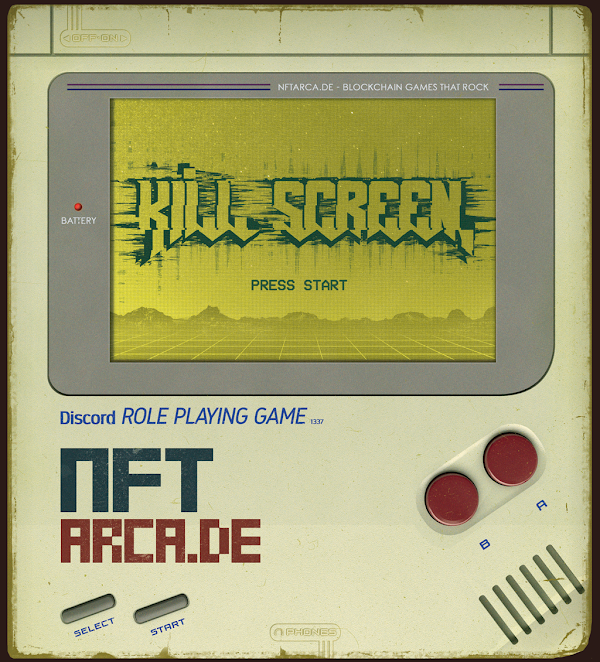 OFF•ON
NFTARCA.DE - BLOCKCHAIN GAMES THAT ROCK
BATTERY
KILL SCREEN
PRESS START
Discord ROLE PLAYING GAME 1337
NFT
ARCA.DE
B A
SELECT START
PHONES